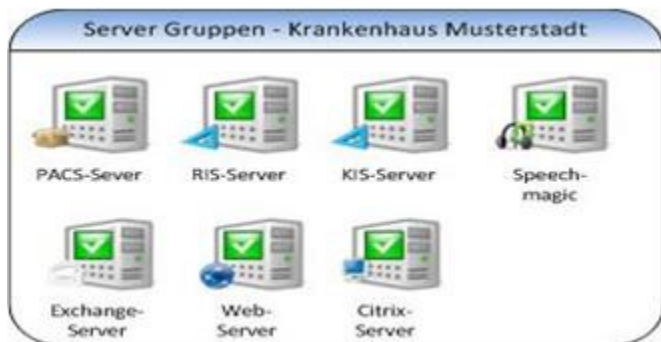 Server Gruppen - Krankenhaus Musterstadt
PACS-Sever
RIS-Server
KIS-Server
Speech-
magic
Exchange-
Server
Web-
Server
Citrix-
Server